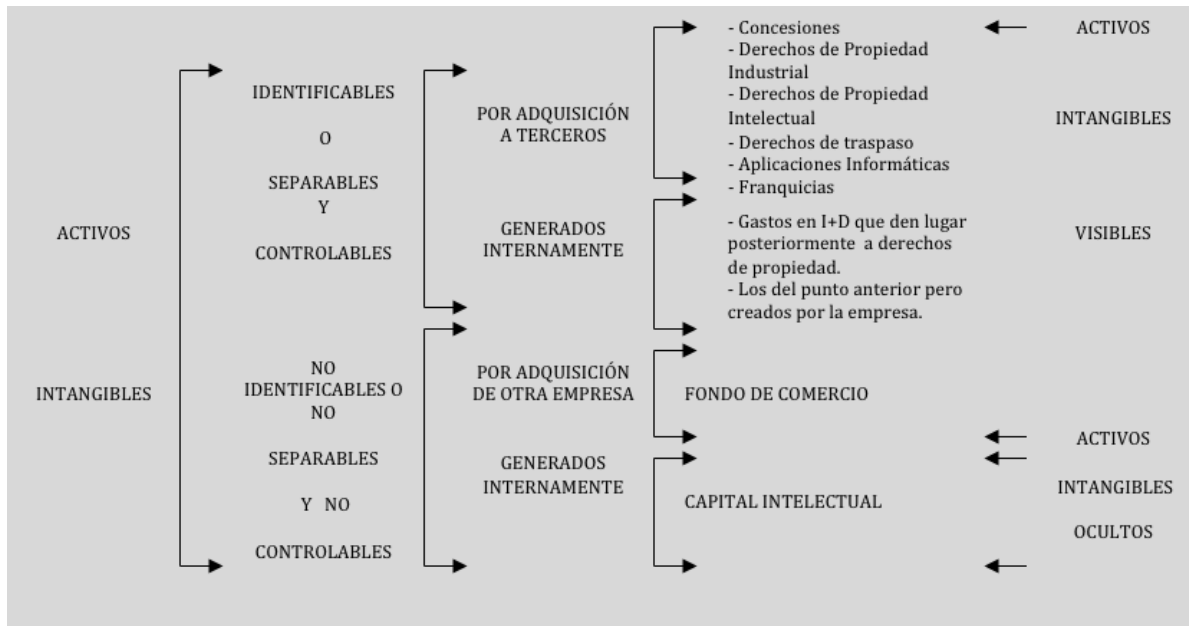 ACTIVOS
INTANGIBLES
IDENTIFICABLES
O
SEPARABLES
Y
CONTROLABLES
NO
IDENTIFICABLES O
NO
SEPARABLES
Y NO
CONTROLABLES
POR ADQUISICIÓN
A TERCEROS
GENERADOS
INTERNAMENTE
POR ADQUISICIÓN
DE OTRA EMPRESA
GENERADOS
INTERNAMENTE
- Concesiones
- Derechos de Propiedad
Industrial
- Derechos de Propiedad
Intelectual
- Derechos de traspaso
- Aplicaciones Informáticas
- Franquicias
- Gastos en I+D que den lugar
posteriormente a derechos
de propiedad.
- Los del punto anterior pero
creados por la empresa.
FONDO DE COMERCIO
CAPITAL INTELECTUAL
ACTIVOS
INTANGIBLES
VISIBLES
ACTIVOS
INTANGIBLES
OCULTOS